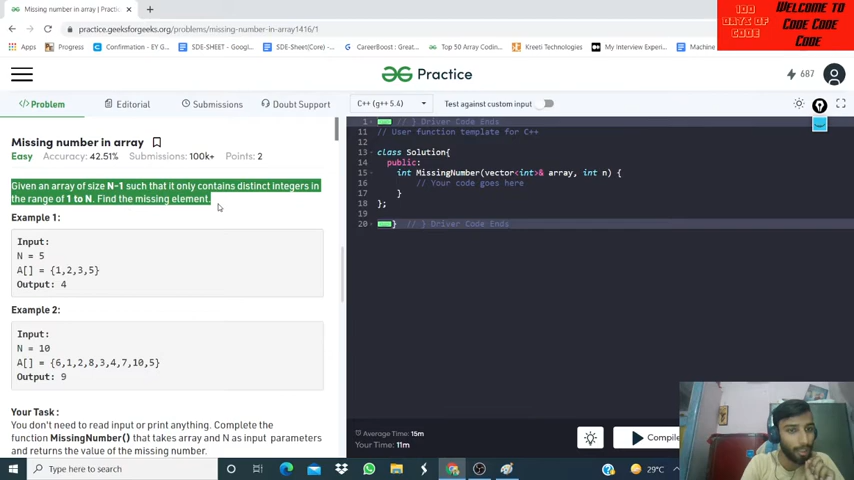 Missing number in array | Practic
practice.geeksforgeeks.org/problems/missing-number-in-array1416/1
Apps
Progress
Confirmation - EY G...
SDE-SHEET - Googl...
SDE-Sheet(Core) -...
CareerBoost : Great...
Top 50 Array Coding...
Kreeti Technologies
My Interview Experi...
Machine
100 DAYS OF CODE
WELCOME TO
CODE CODE
CODE
Practice
687
</> Problem
Editorial
Submissions
Doubt Support
C++ (g++ 5.4)
Test against custom input
Missing number in array
Easy Accuracy: 42.51% Submissions: 100k+ Points: 2
Given an array of size N-1 such that it only contains distinct integers in
the range of 1 to N. Find the missing element.
Example 1:
Input:
N = 5
A[] = {1,2,3,5}
Output: 4
Example 2:
Input:
N = 10
A[] = {6,1,2,8,3,4,7,10,5}
Output: 9
Your Task :
You don't need to read input or print anything. Complete the
function MissingNumber() that takes array and N as input parameters
and returns the value of the missing number.
1 // } Driver Code Ends
11 // User function template for C++
12
13 class Solution{
14 public:
15 int MissingNumber(vector<int>& array, int n) {
16 // Your code goes here
17 }
18 };
19
20 } // } Driver Code Ends
Average Time: 15m
Your Time: 11m
Compile
Type here to search
29°C